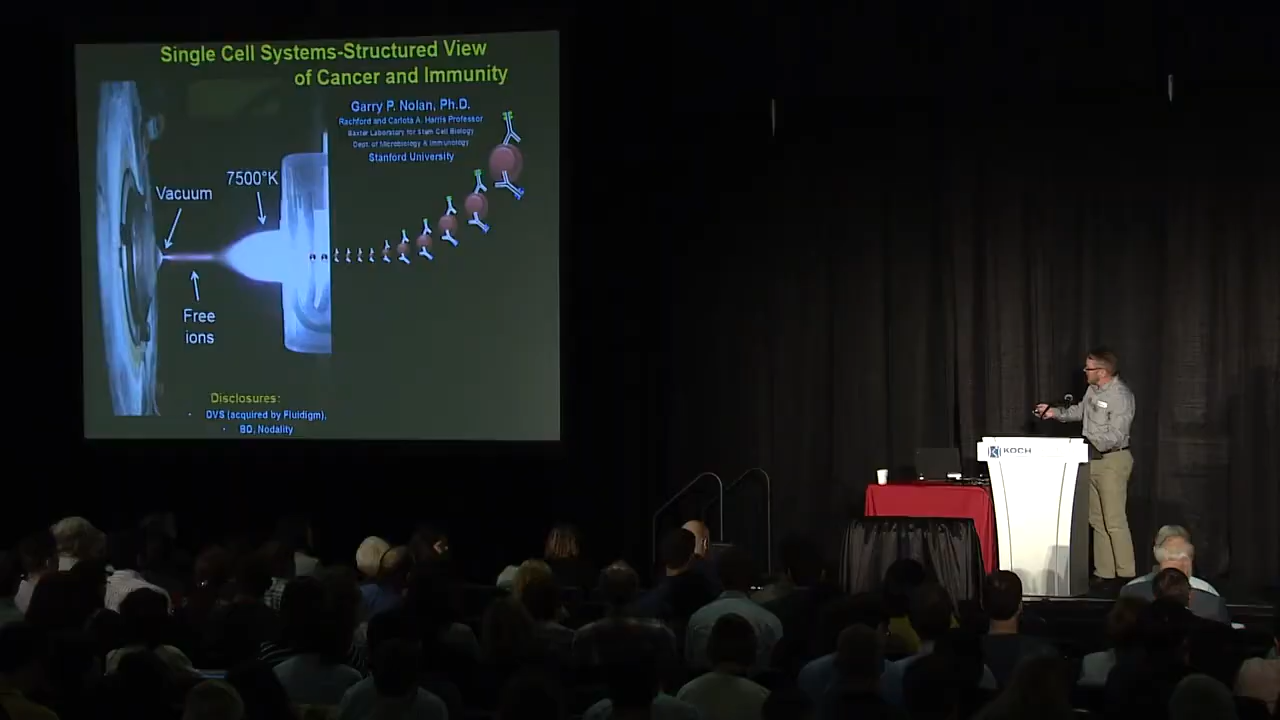 Single Cell Systems-Structured View
of Cancer and Immunity
Garry P. Nolan, Ph.D.
Rachford and Carlota A. Harris Professor
Baxter Laboratory for Stem Cell Biology
Dept. of Microbiology & Immunology
Stanford University
7500°K
Vacuum
Free
ions
Disclosures:
DVS (acquired by Fluidigm),
BD, Nodality
KOCH